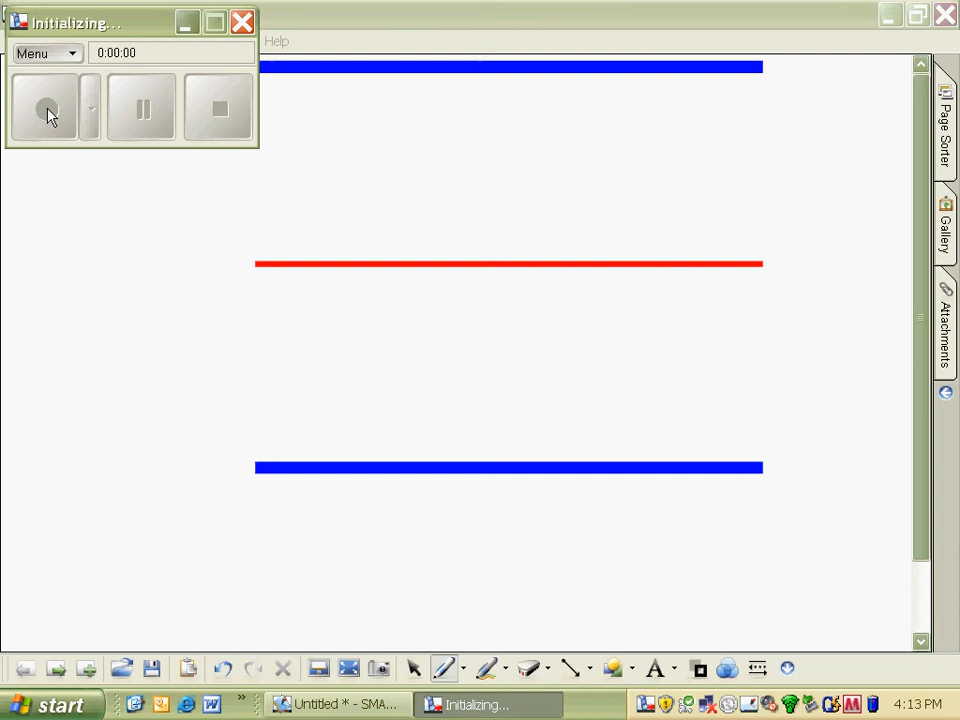 Initializing...
Help
Menu
0:00:00
Page Sorter
Gallery
Attachments
A
start
W
»
Untitled * - SMA...
Initializing...
M
4:13 PM